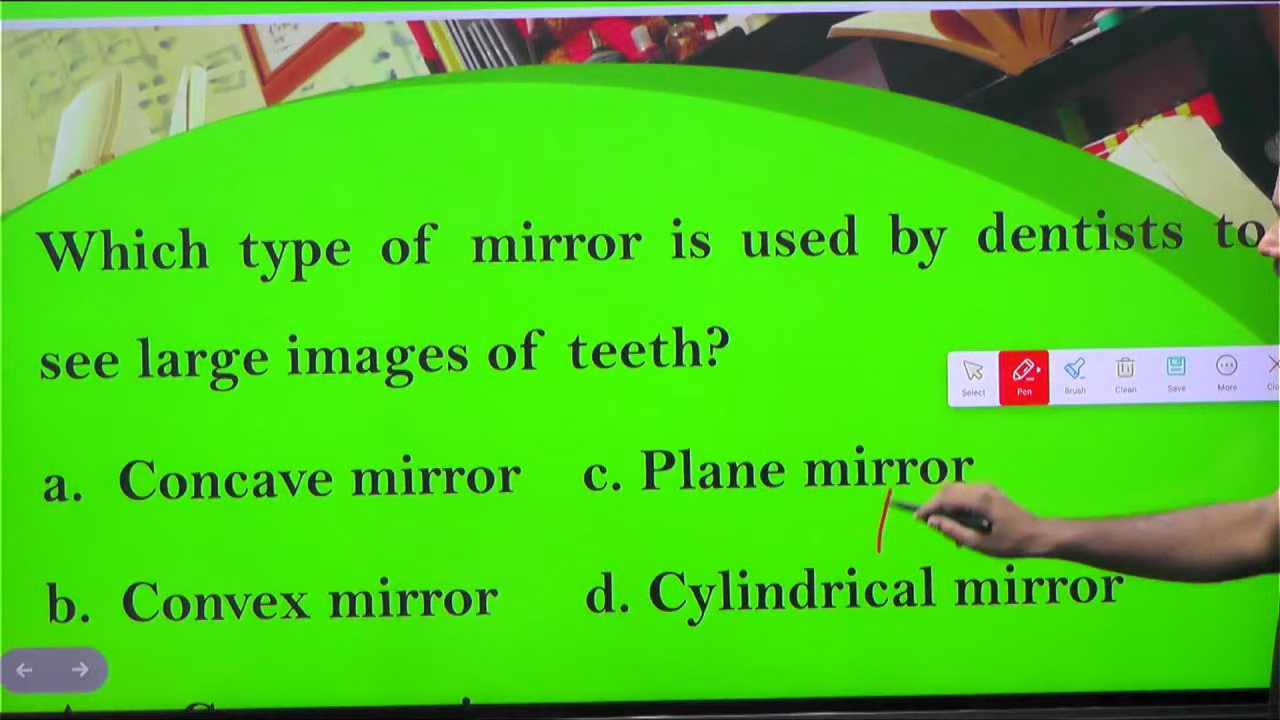 Which type of mirror is used by dentists to
see large images of teeth?
Select Pen Brush Clean Save More
a. Concave mirror c. Plane mirror
b. Convex mirror d. Cylindrical mirror